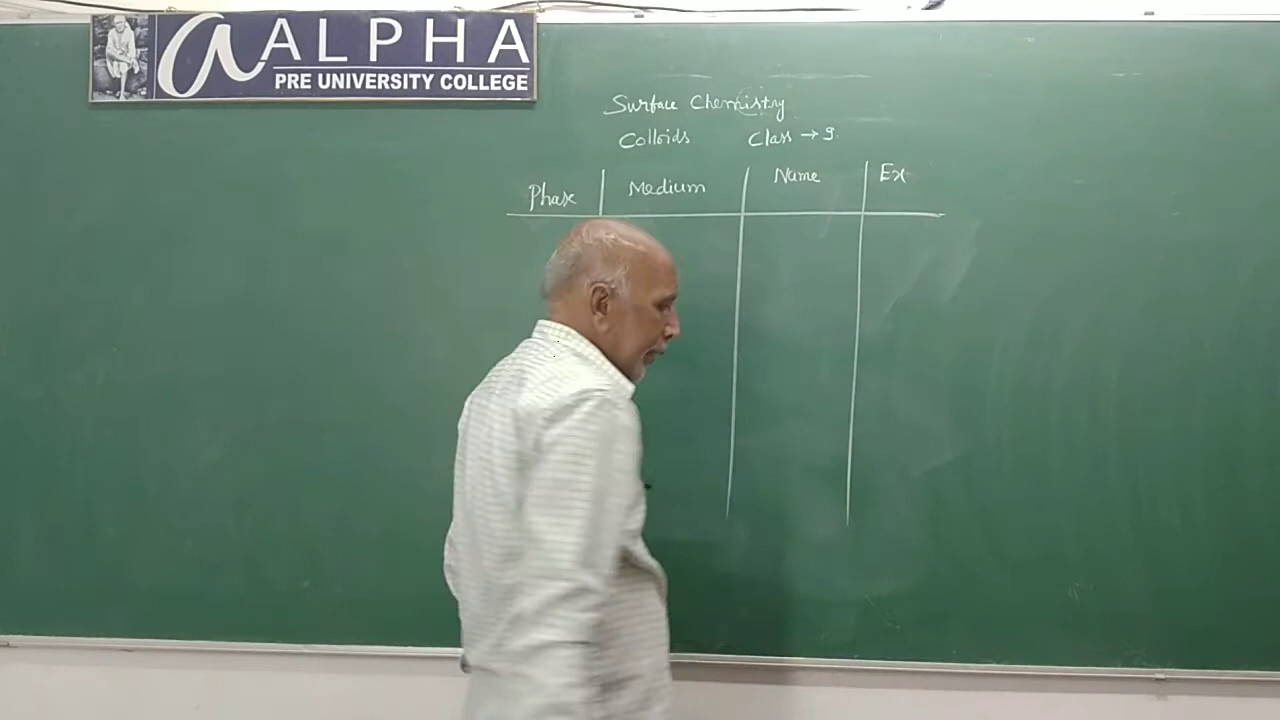 a ALPHA
PRE UNIVERSITY COLLEGE
Surface Chemistry
Colloids Class → 9
Phase Medium Name Ex